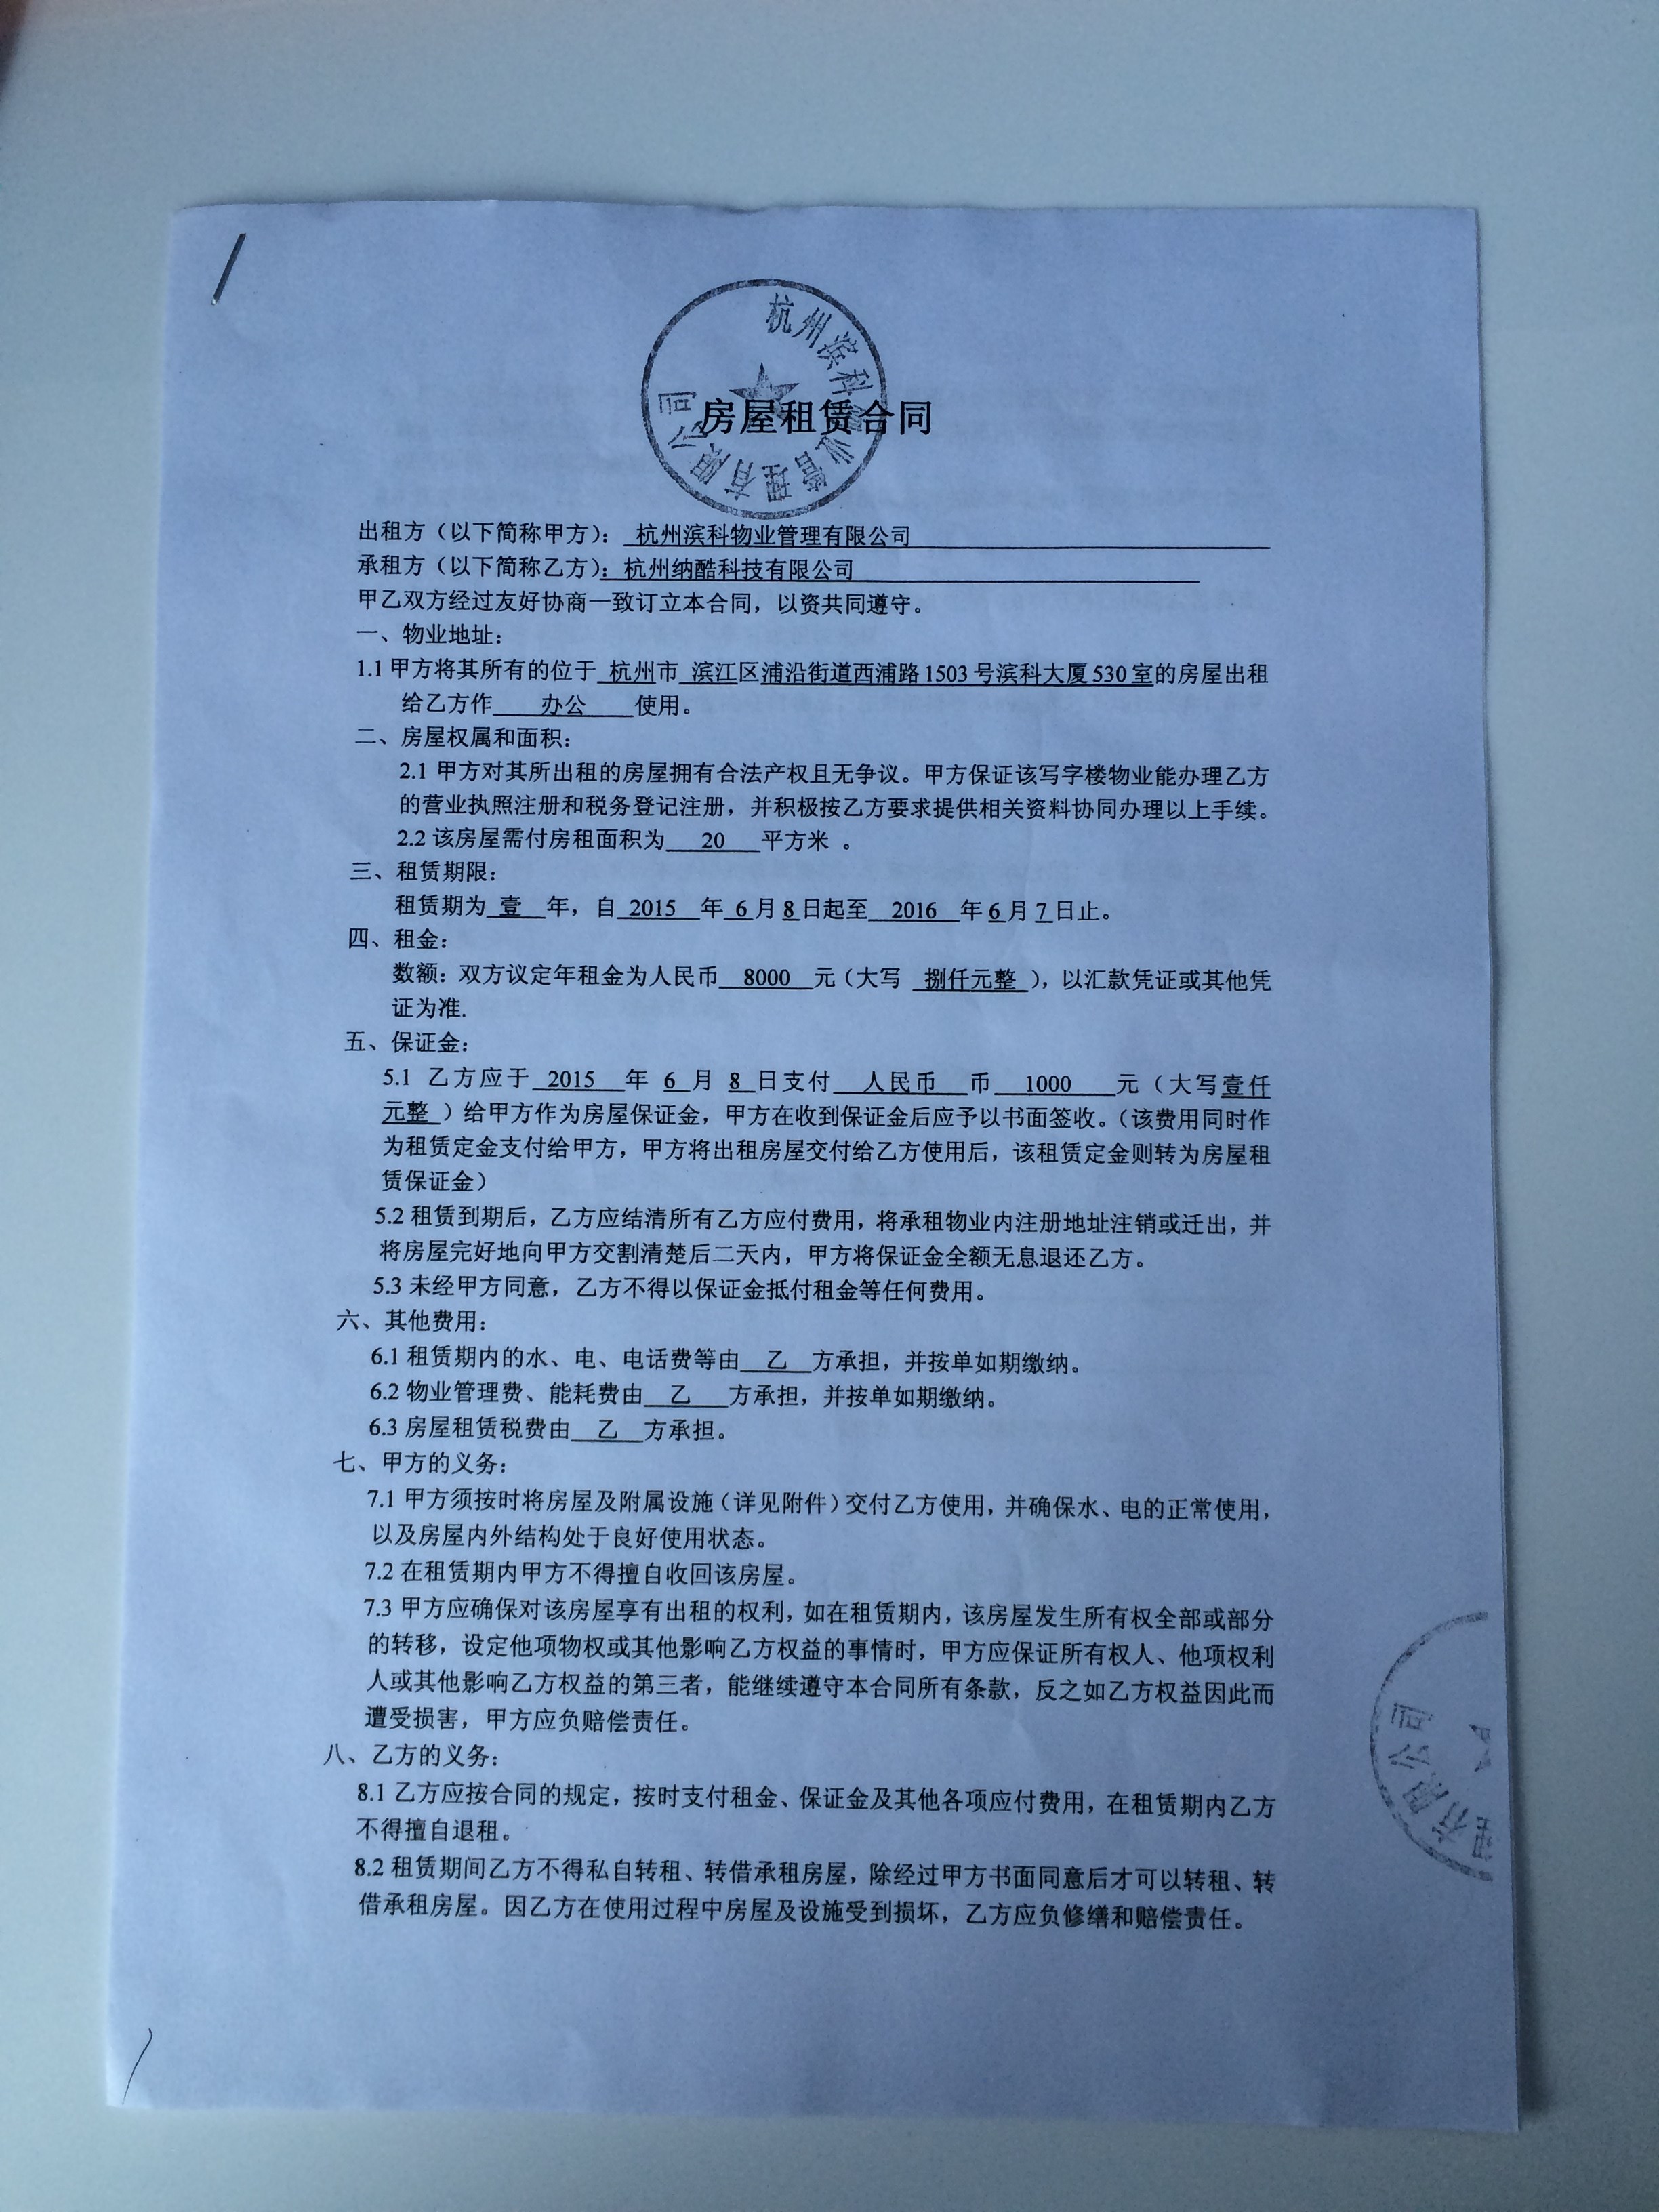 杭州滨科物业管理有限公司
房屋租赁合同
出租方（以下简称甲方）： 杭州滨科物业管理有限公司
承租方（以下简称乙方）：杭州纳酷科技有限公司
甲乙双方经过友好协商一致订立本合同，以资共同遵守。
一、物业地址：
1.1 甲方将其所有的位于 杭州市 滨江区浦沿街道西浦路 1503 号滨科大厦 530 室的房屋出租
给乙方作 办公 使用。
二、房屋权属和面积：
2.1 甲方对其所出租的房屋拥有合法产权且无争议。甲方保证该写字楼物业能办理乙方
的营业执照注册和税务登记注册，并积极按乙方要求提供相关资料协同办理以上手续。
2.2 该房屋需付房租面积为 20 平方米 。
三、租赁期限：
租赁期为 壹 年，自 2015 年 6 月 8 日起至 2016 年 6 月 7 日止。
四、租金：
数额：双方议定年租金为人民币 8000 元（大写 捌仟元整 ），以汇款凭证或其他凭
证为准.
五、保证金：
5.1 乙方应于 2015 年 6 月 8 日支付 人民币 币 1000 元（大写壹仟
元整 ）给甲方作为房屋保证金，甲方在收到保证金后应予以书面签收。（该费用同时作
为租赁定金支付给甲方，甲方将出租房屋交付给乙方使用后，该租赁定金则转为房屋租
赁保证金）
5.2 租赁到期后，乙方应结清所有乙方应付费用，将承租物业内注册地址注销或迁出，并
将房屋完好地向甲方交割清楚后二天内，甲方将保证金全额无息退还乙方。
5.3 未经甲方同意，乙方不得以保证金抵付租金等任何费用。
六、其他费用：
6.1 租赁期内的水、电、电话费等由 乙 方承担，并按单如期缴纳。
6.2 物业管理费、能耗费由 乙 方承担，并按单如期缴纳。
6.3 房屋租赁税费由 乙 方承担。
七、甲方的义务：
7.1 甲方须按时将房屋及附属设施（详见附件）交付乙方使用，并确保水、电的正常使用，
以及房屋内外结构处于良好使用状态。
7.2 在租赁期内甲方不得擅自收回该房屋。
7.3 甲方应确保对该房屋享有出租的权利，如在租赁期内，该房屋发生所有权全部或部分
的转移，设定他项物权或其他影响乙方权益的事情时，甲方应保证所有权人、他项权利
人或其他影响乙方权益的第三者，能继续遵守本合同所有条款，反之如乙方权益因此而
遭受损害，甲方应负赔偿责任。
八、乙方的义务：
8.1 乙方应按合同的规定，按时支付租金、保证金及其他各项应付费用，在租赁期内乙方
不得擅自退租。
8.2 租赁期间乙方不得私自转租、转借承租房屋，除经过甲方书面同意后才可以转租、转
借承租房屋。因乙方在使用过程中房屋及设施受到损坏，乙方应负修缮和赔偿责任。
理有限公司